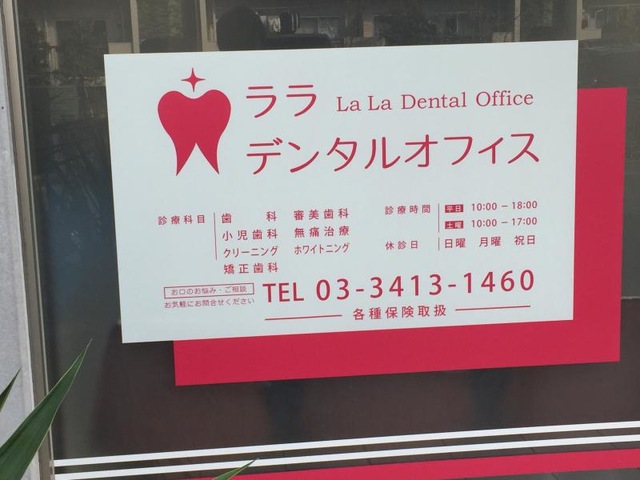 ララ La La Dental Office
デンタルオフィス
診療科目 歯 科 審美歯科
小児歯科 無痛治療
クリーニング ホワイトニング
矯正歯科
診療時間 平日 10:00－18:00
土曜 10:00－17:00
休診日 日曜 月曜 祝日
お口のお悩み・ご相談
お気軽にお問合せください
TEL 03-3413-1460
各種保険取扱